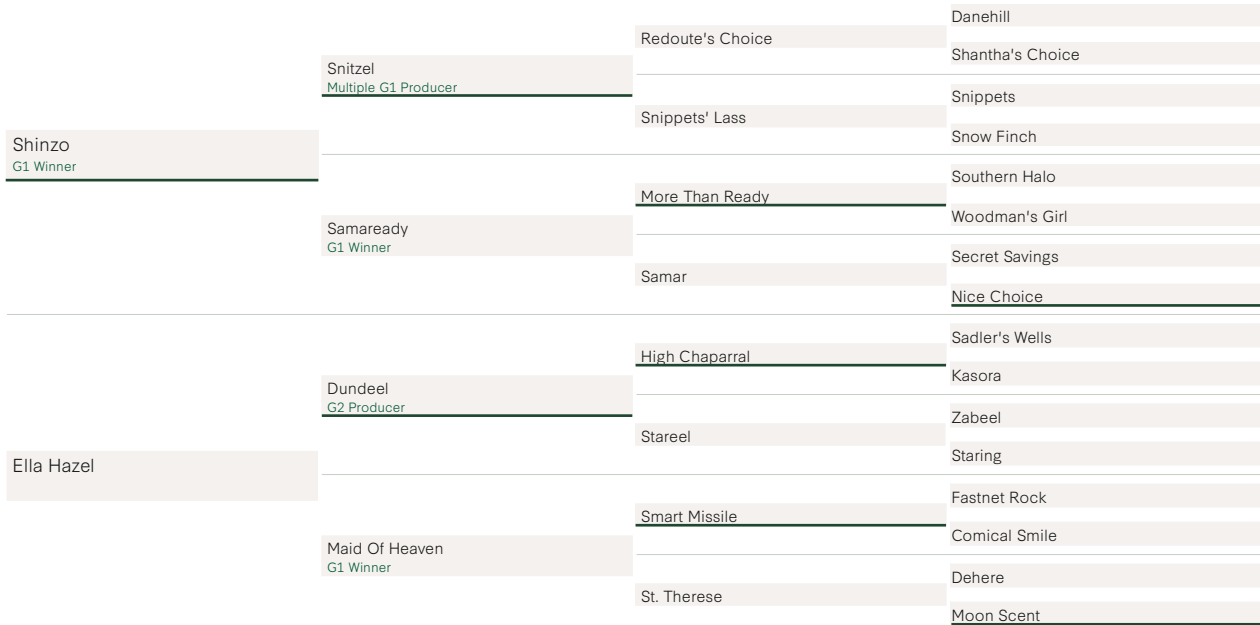 Shinzo
G1 Winner
Ella Hazel
Snitzel
Multiple G1 Producer
Samaready
G1 Winner
Dundeel
G2 Producer
Maid Of Heaven
G1 Winner
Redoute's Choice
Snippets' Lass
More Than Ready
Samar
High Chaparral
Stareel
Smart Missile
St. Therese
Danehill
Shantha's Choice
Snippets
Snow Finch
Southern Halo
Woodman's Girl
Secret Savings
Nice Choice
Sadler's Wells
Kasora
Zabeel
Staring
Fastnet Rock
Comical Smile
Dehere
Moon Scent